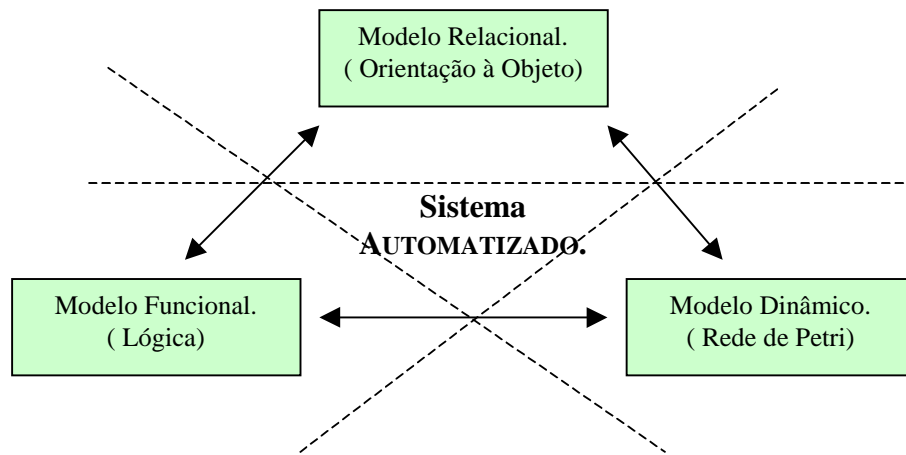 Modelo Relacional.
( Orientação à Objeto)
Sistema
AUTOMATIZADO.
Modelo Funcional.
( Lógica)
Modelo Dinâmico.
( Rede de Petri)